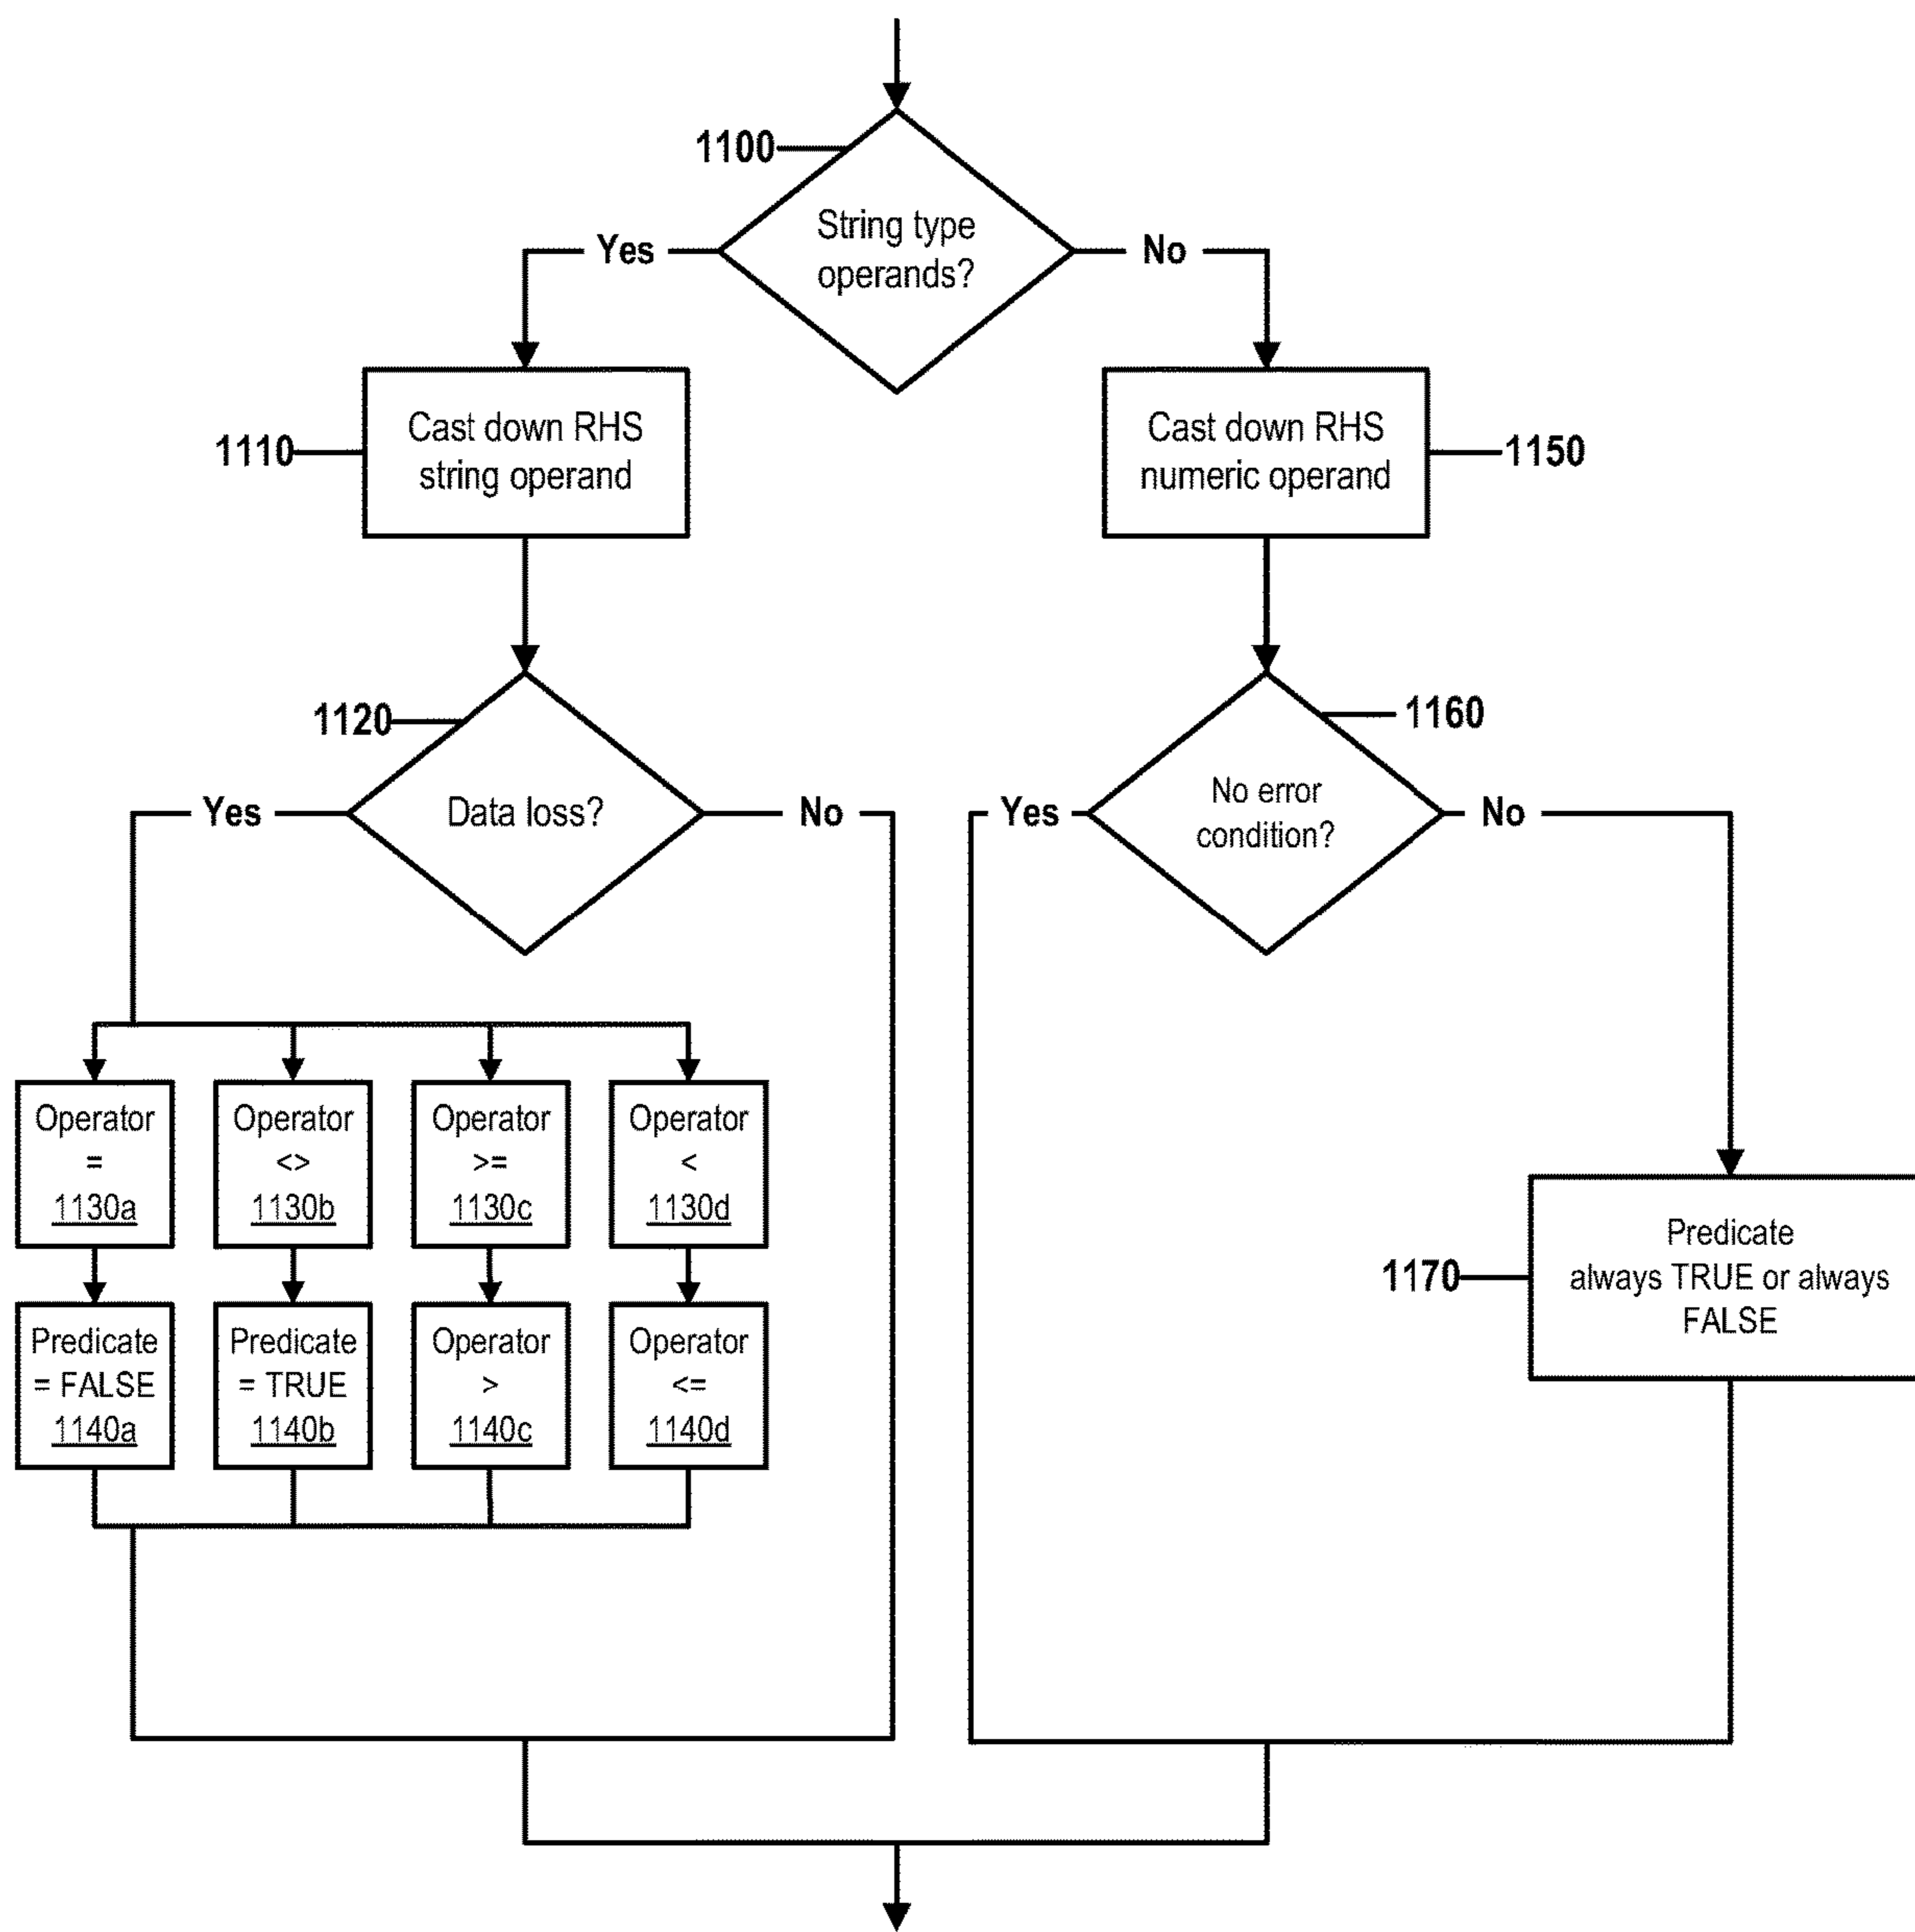 1100
String type
operands?
Yes
No
1110
Cast down RHS
string operand
Cast down RHS
numeric operand
1150
1120
Data loss?
Yes
No
1160
No error
condition?
Yes
No
Operator
=
1130a
Operator
<>
1130b
Operator
>=
1130c
Operator
<
1130d
Predicate
= FALSE
1140a
Predicate
= TRUE
1140b
Operator
>
1140c
Operator
<=
1140d
1170
Predicate
always TRUE or always
FALSE